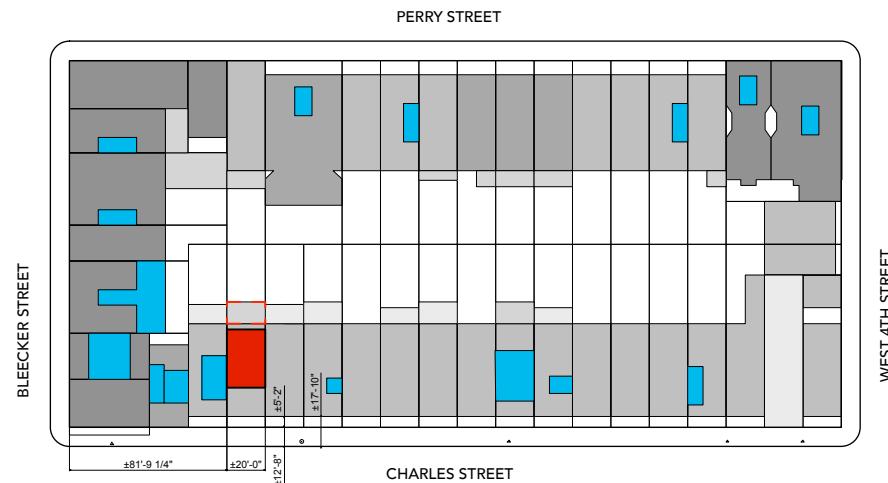 PERRY STREET
BLEECKER STREET
WEST 4TH STREET
±5'-2"
±17'-10"
±81'-9 1/4"
±20'-0"
±12'-8"
CHARLES STREET